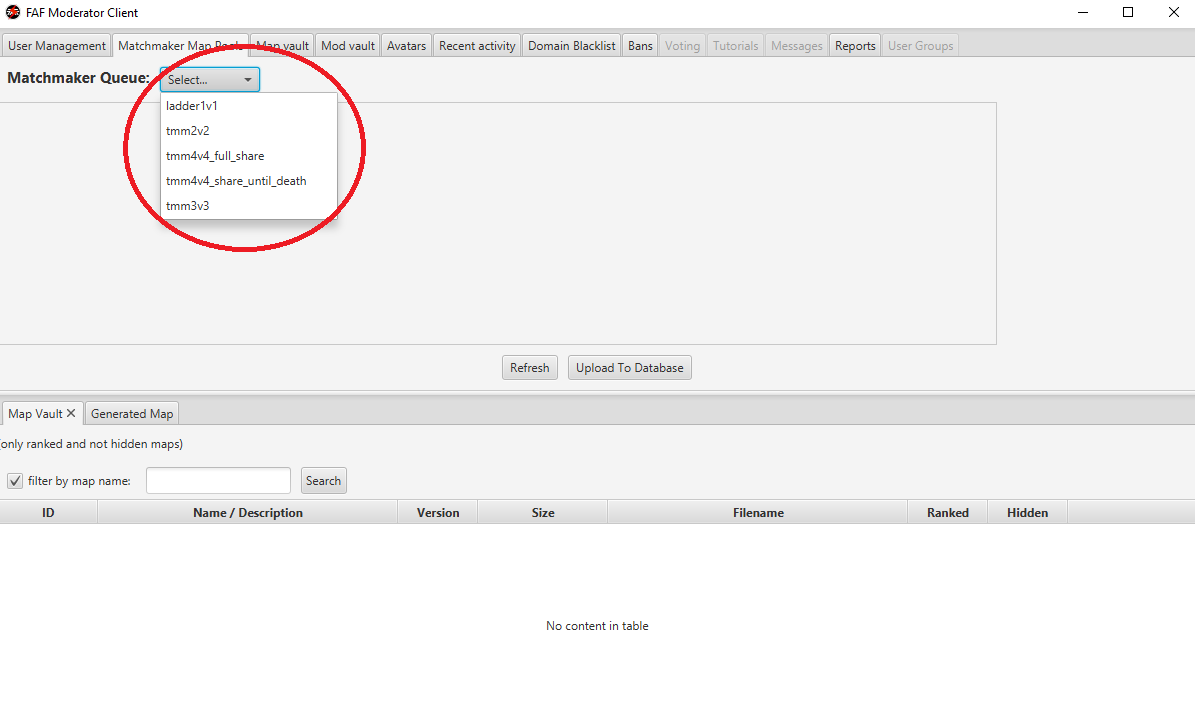 FAF Moderator Client
User Management Matchmaker Map Pools Map vault Mod vault Avatars Recent activity Domain Blacklist Bans Voting Tutorials Messages Reports User Groups
Matchmaker Queue: Select...
ladder1v1
tmm2v2
tmm4v4_full_share
tmm4v4_share_until_death
tmm3v3
Refresh Upload To Database
Map Vault Generated Map
only ranked and not hidden maps)
filter by map name: Search
ID Name / Description Version Size Filename Ranked Hidden
No content in table